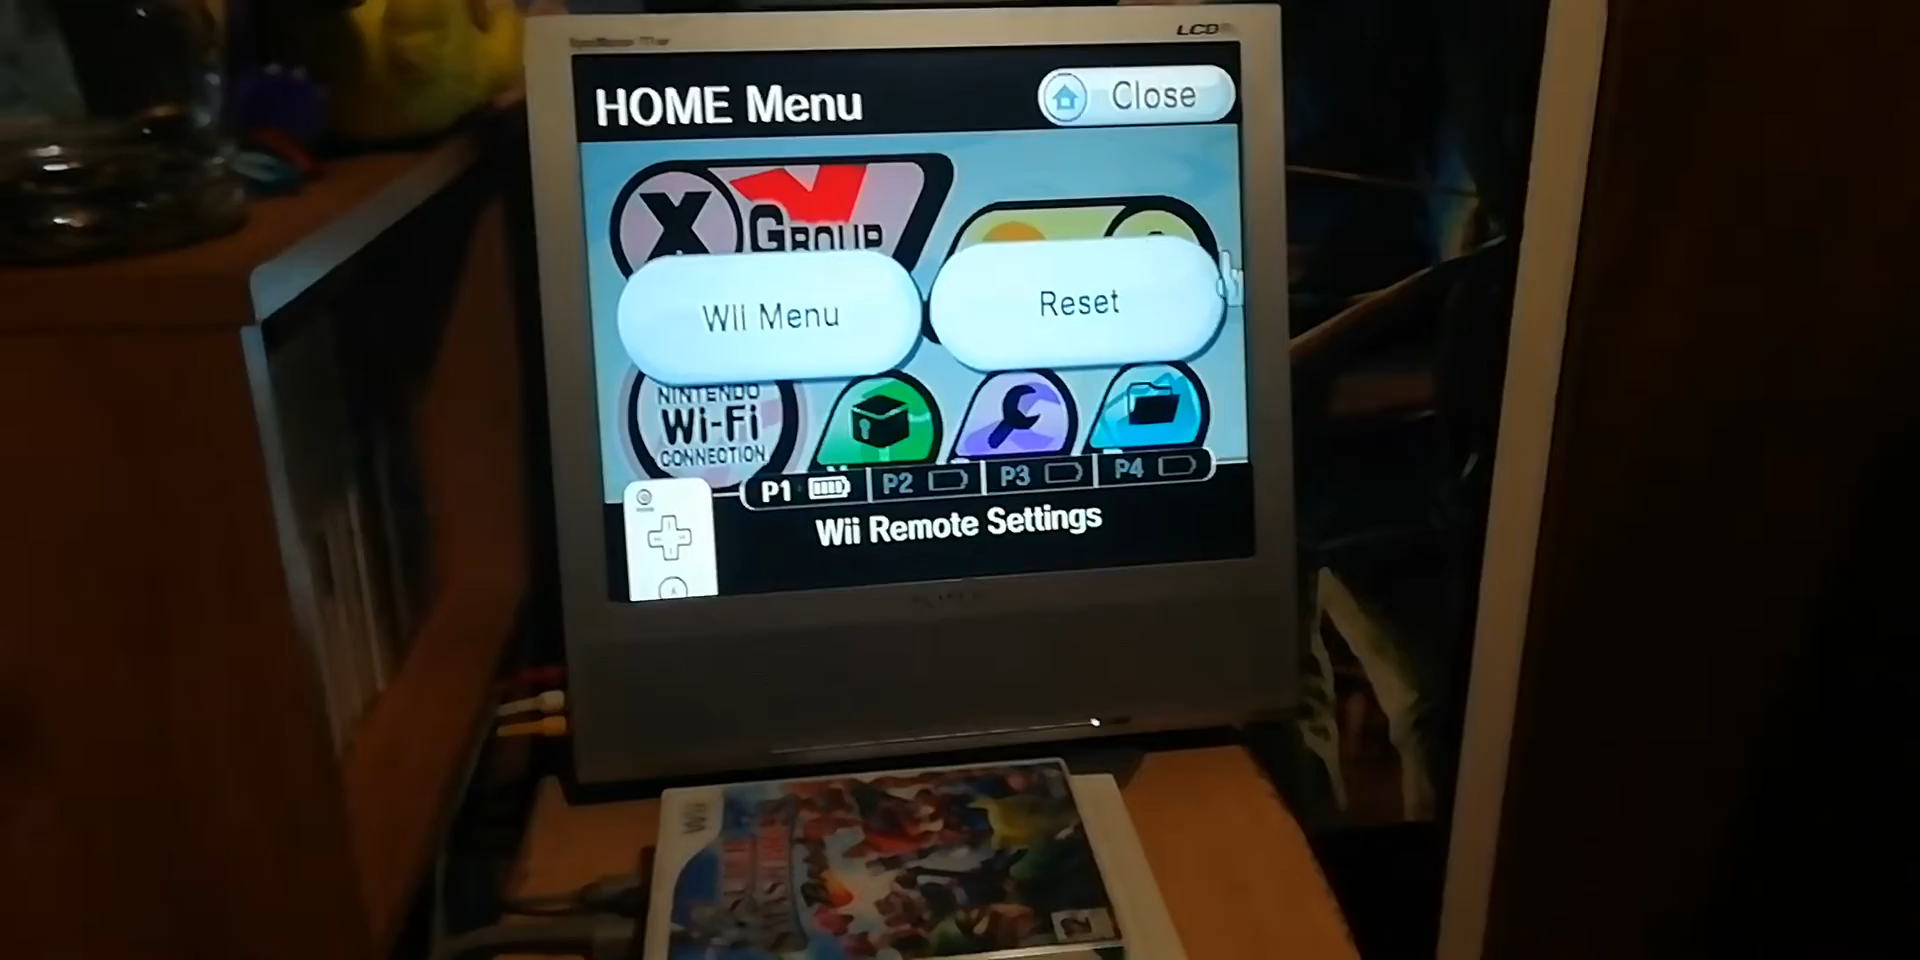 LCD
HOME Menu
Close
X
GROUP
Wii Menu
Reset
NINTENDO
Wi-Fi
CONNECTION
P1
P2
P3
P4
Wii Remote Settings
Wii